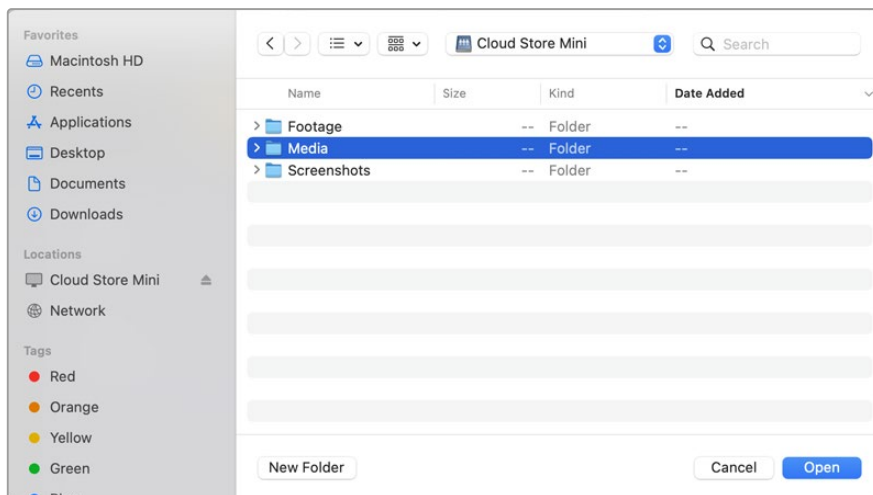 Favorites
Macintosh HD
Recents
Applications
Desktop
Documents
Downloads
Locations
Cloud Store Mini
Network
Tags
Red
Orange
Yellow
Green
Cloud Store Mini
Search
Name Size Kind Date Added
Footage -- Folder --
Media -- Folder --
Screenshots -- Folder --
New Folder Cancel Open